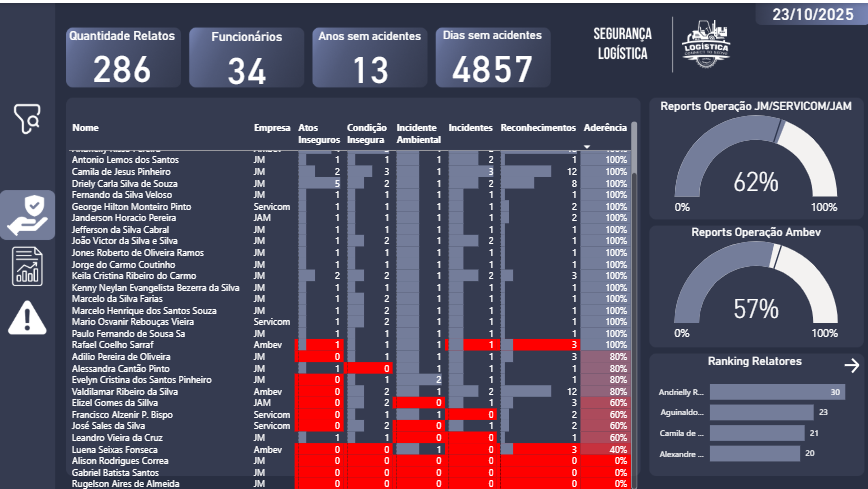 23/10/2025
Quantidade Relatos
286
Funcionários
34
Anos sem acidentes
13
Dias sem acidentes
4857
SEGURANÇA
LOGÍSTICA
LOGÍSTICA
Nome Empresa Atos Inseguros Condição Insegura Incidente Ambiental Incidentes Reconhecimentos Aderência
Antonio Lemos dos Santos JM 1 1 1 2 1 100%
Camila de Jesus Pinheiro JM 2 3 1 3 12 100%
Driely Carla Silva de Souza JM 5 2 1 2 8 100%
Fernando da Silva Veloso JM 1 1 1 1 1 100%
George Hilton Monteiro Pinto Servicom 1 1 1 1 2 100%
Janderson Horacio Pereira JAM 1 1 1 1 2 100%
Jefferson da Silva Cabral JM 1 1 1 1 1 100%
João Victor da Silva e Silva JM 1 2 1 2 1 100%
Jones Roberto de Oliveira Ramos JM 1 1 1 1 1 100%
Jorge do Carmo Coutinho JM 1 1 1 1 1 100%
Keila Cristina Ribeiro do Carmo JM 2 2 1 2 3 100%
Kenny Neylan Evangelista Bezerra da Silva JM 1 1 1 1 1 100%
Marcelo da Silva Farias JM 1 2 1 1 1 100%
Marcelo Henrique dos Santos Souza JM 1 2 1 1 1 100%
Mario Osvanir Rebouças Vieira Servicom 1 2 1 1 1 100%
Paulo Fernando de Sousa Sa JM 1 1 1 1 1 100%
Rafael Coelho Sarraf Ambev 1 1 1 1 3 100%
Adilio Pereira de Oliveira JM 0 1 1 1 3 80%
Alessandra Cantão Pinto JM 1 0 1 1 1 80%
Evelyn Cristina dos Santos Pinheiro JM 0 1 2 1 1 80%
Valdilamar Ribeiro da Silva Ambev 0 2 1 2 12 80%
Elizel Gomes da Sillva JAM 0 2 0 1 3 60%
Francisco Alzenir P. Bispo Servicom 0 1 1 0 2 60%
José Sales da Silva Servicom 0 2 0 1 2 60%
Leandro Vieira da Cruz JM 1 1 0 0 1 60%
Luena Seixas Fonseca Ambev 0 0 1 0 3 40%
Alison Rodrigues Correa JM 0 0 0 0 0 0%
Gabriel Batista Santos JM 0 0 0 0 0 0%
Rugelson Aires de Almeida JM 0 0 0 0 0 0%
Reports Operação JM/SERVICOM/JAM
62%
0% 100%
Reports Operação Ambev
57%
0% 100%
Ranking Relatores
Andrielly R... 30
Aguinaldo... 23
Camila de ... 21
Alexandre ... 20